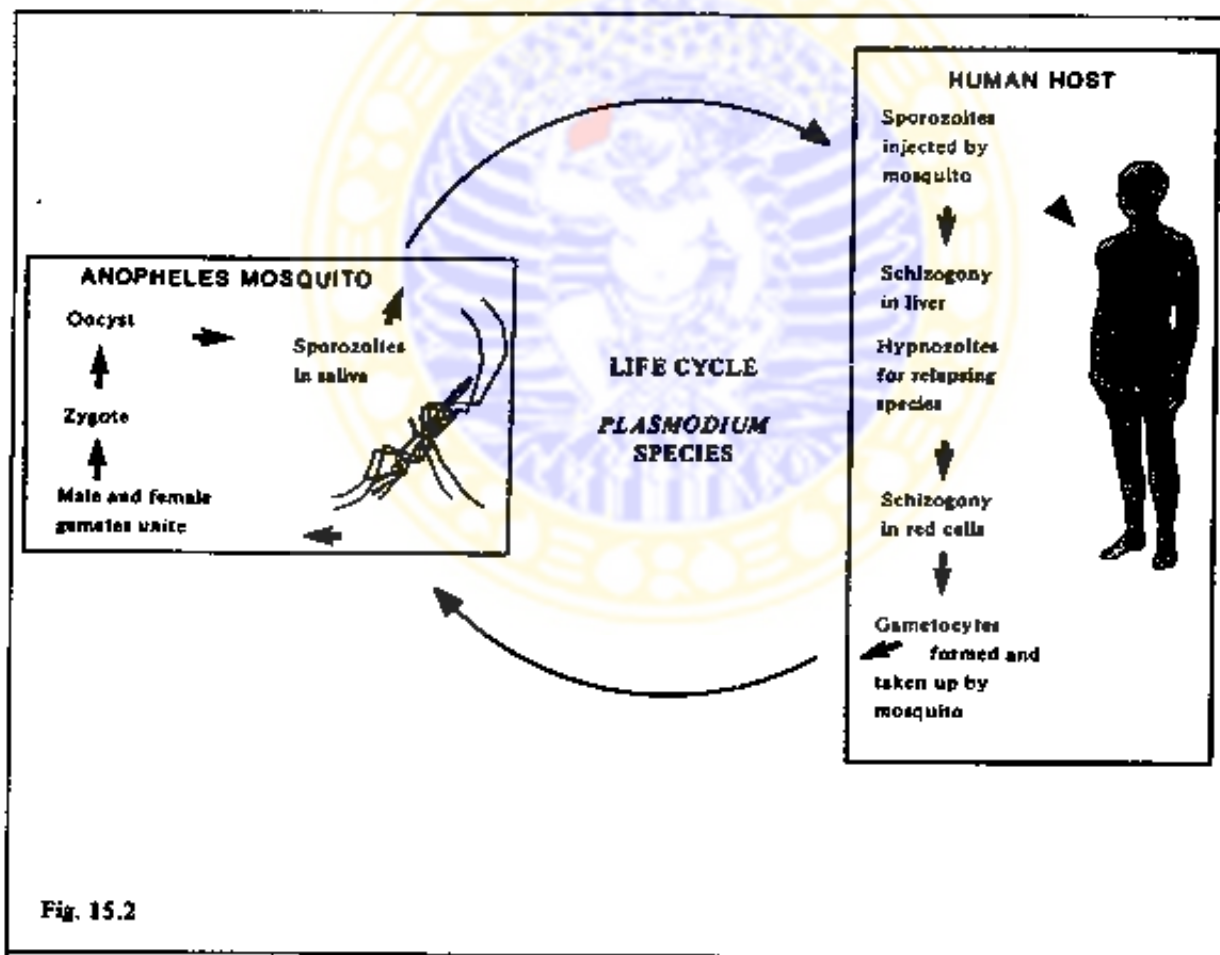 ANOPHELES MOSQUITO
Oocyst
Sporozoites
in saliva
Zygote
Male and female
gametes unite
LIFE CYCLE
PLASMODIUM
SPECIES
HUMAN HOST
Sporozoites
injected by
mosquito
Schizogony
in liver
Hypnozoites
for relapsing
species
Schizogony
in red cells
Gametocytes
formed and
taken up by
mosquito
Fig. 15.2